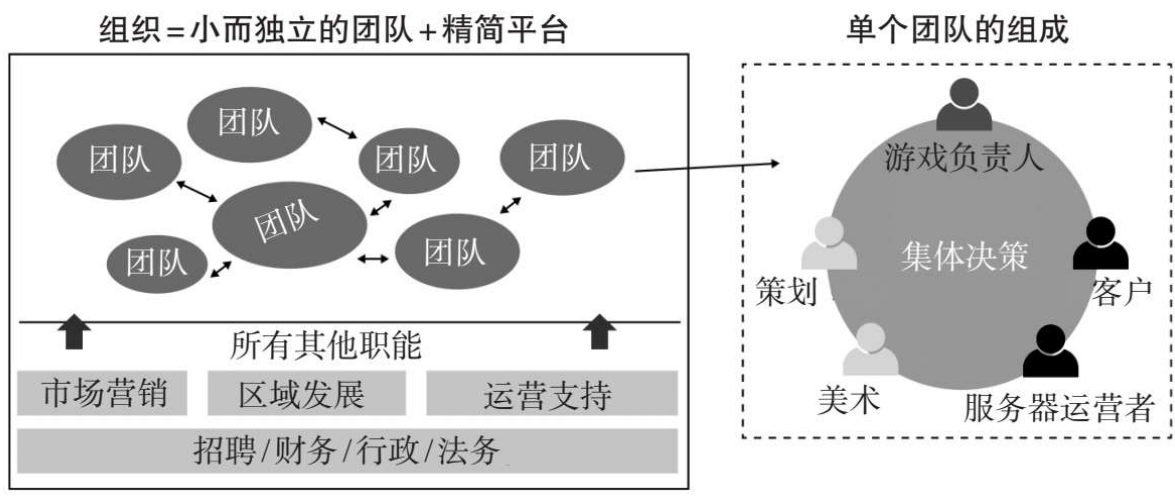 组织=小而独立的团队+精简平台
团队
团队
团队
团队
团队
团队
团队
所有其他职能
市场营销
区域发展
运营支持
招聘/财务/行政/法务
单个团队的组成
游戏负责人
集体决策
策划
客户
美术
服务器运营者